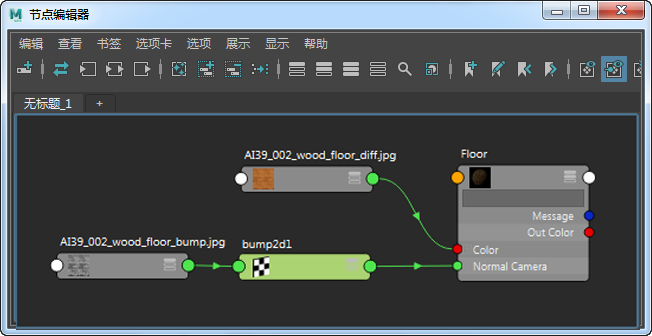 节点编辑器
编辑 查看 书签 选项卡 选项 展示 显示 帮助
无标题_1 +
AI39_002_wood_floor_diff.jpg
Floor
Message
Out Color
AI39_002_wood_floor_bump.jpg
bump2d1
Color
Normal Camera